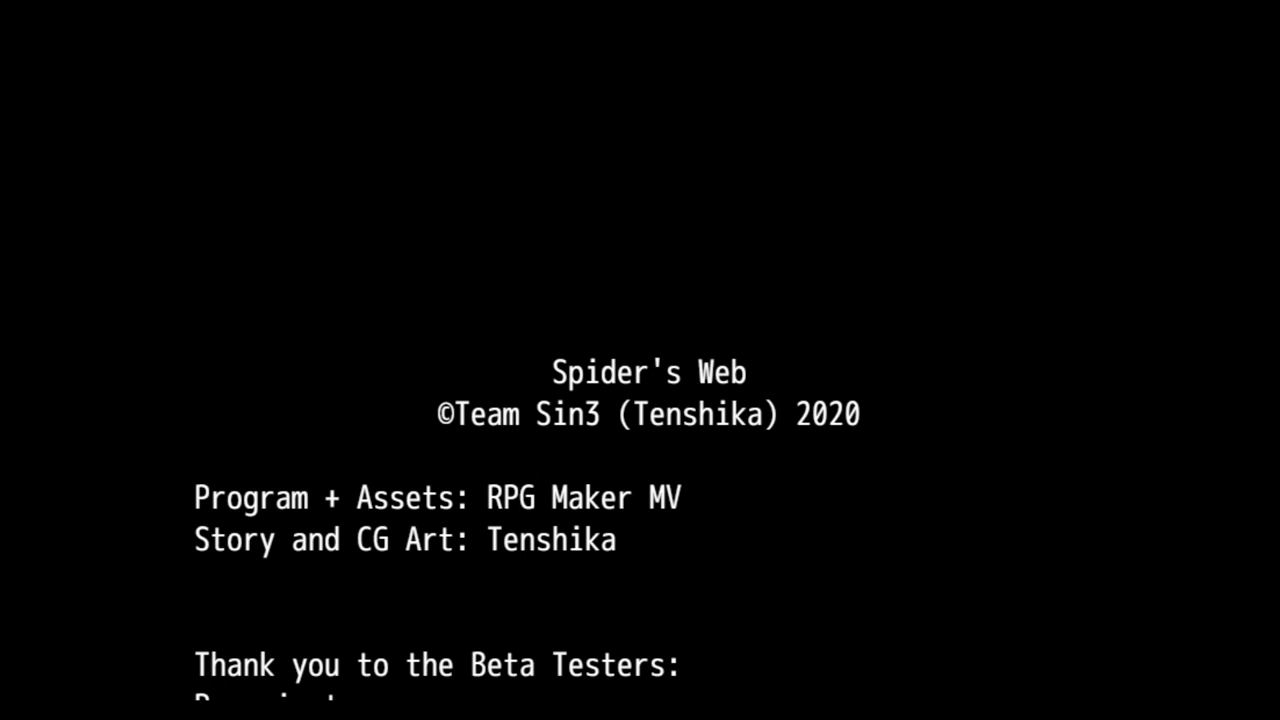 Spider's Web
©Team Sin3 (Tenshika) 2020
Program + Assets: RPG Maker MV
Story and CG Art: Tenshika
Thank you to the Beta Testers: